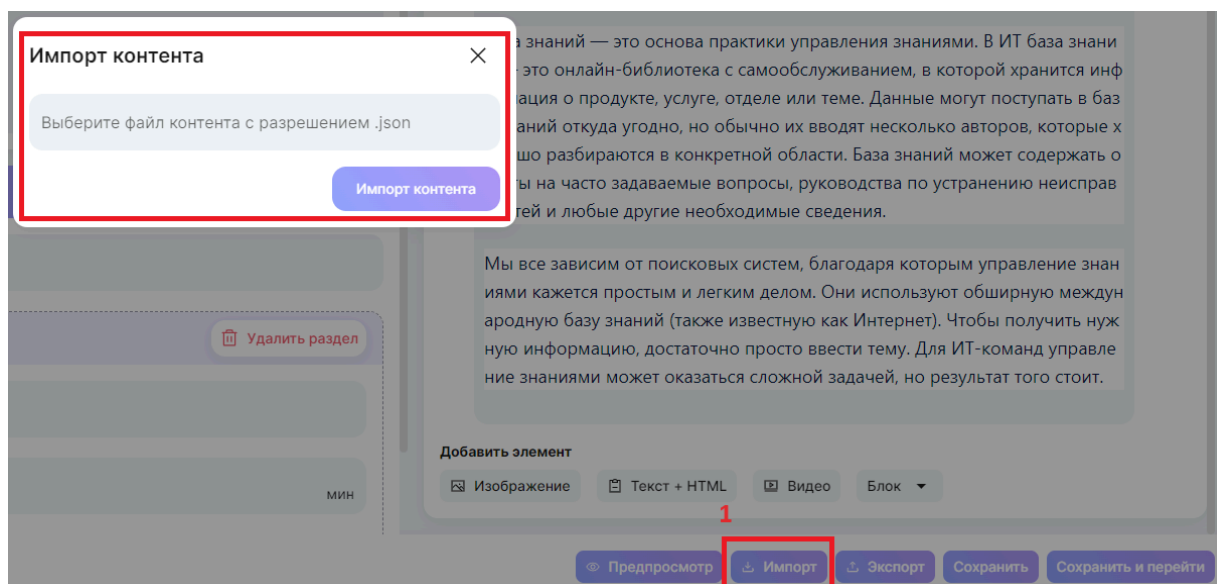 Импорт контента
Выберите файл контента с разрешением .json
Импорт контента
знаний — это основа практики управления знаниями. В ИТ база знани
это онлайн-библиотека с самообслуживанием, в которой хранится инф
ация о продукте, услуге, отделе или теме. Данные могут поступать в баз
аний откуда угодно, но обычно их вводят несколько авторов, которые х
шо разбираются в конкретной области. База знаний может содержать о
ты на часто задаваемые вопросы, руководства по устранению неисправ
тей и любые другие необходимые сведения.
Мы все зависим от поисковых систем, благодаря которым управление знан
иями кажется простым и легким делом. Они используют обширную междун
ародную базу знаний (также известную как Интернет). Чтобы получить нуж
ную информацию, достаточно просто ввести тему. Для ИТ-команд управле
ние знаниями может оказаться сложной задачей, но результат того стоит.
Удалить раздел
мин
Добавить элемент
Изображение Текст + HTML Видео Блок
1
Предпросмотр Импорт Экспорт Сохранить Сохранить и перейти